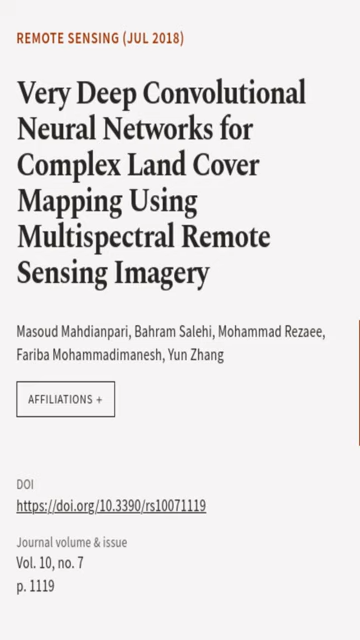 REMOTE SENSING (JUL 2018)
Very Deep Convolutional
Neural Networks for
Complex Land Cover
Mapping Using
Multispectral Remote
Sensing Imagery
Masoud Mahdianpari, Bahram Salehi, Mohammad Rezaee,
Fariba Mohammadimanesh, Yun Zhang
AFFILIATIONS +
DOI
https://doi.org/10.3390/rs10071119
Journal volume & issue
Vol. 10, no. 7
p. 1119